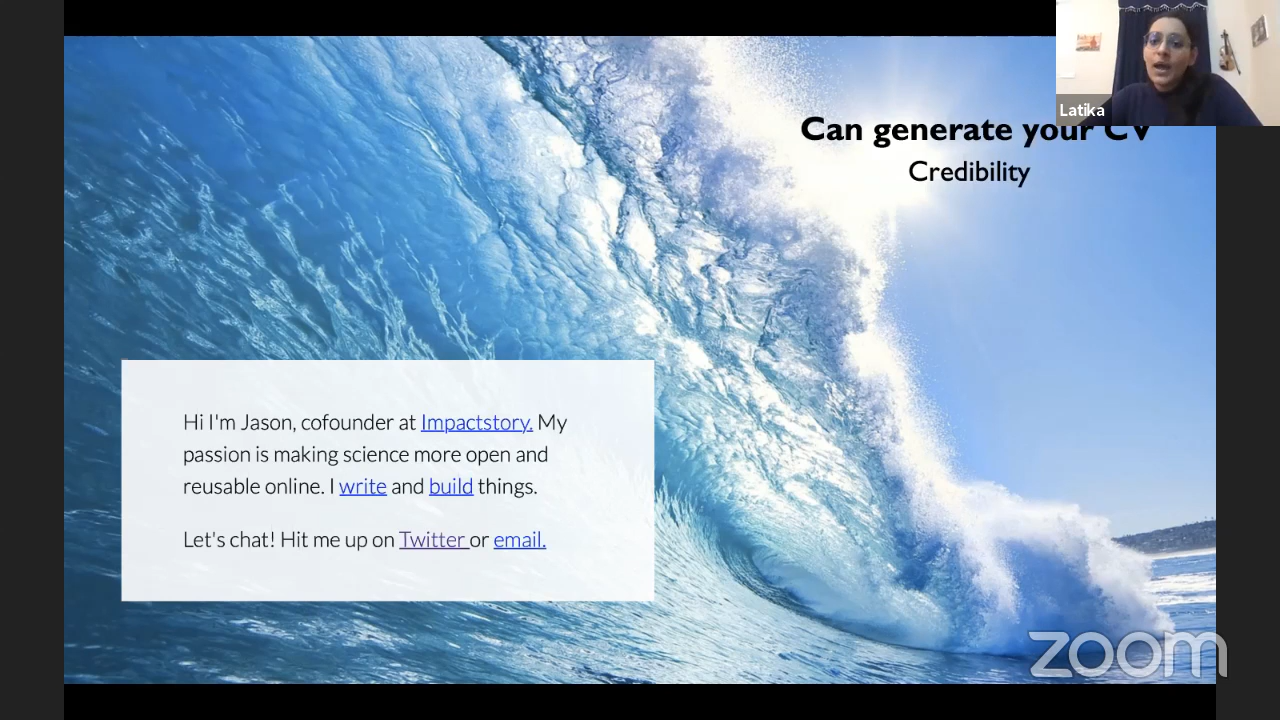 Latika
Can generate your CV
Credibility
Hi I'm Jason, cofounder at Impactstory. My
passion is making science more open and
reusable online. I write and build things.
Let's chat! Hit me up on Twitter or email.
zoom